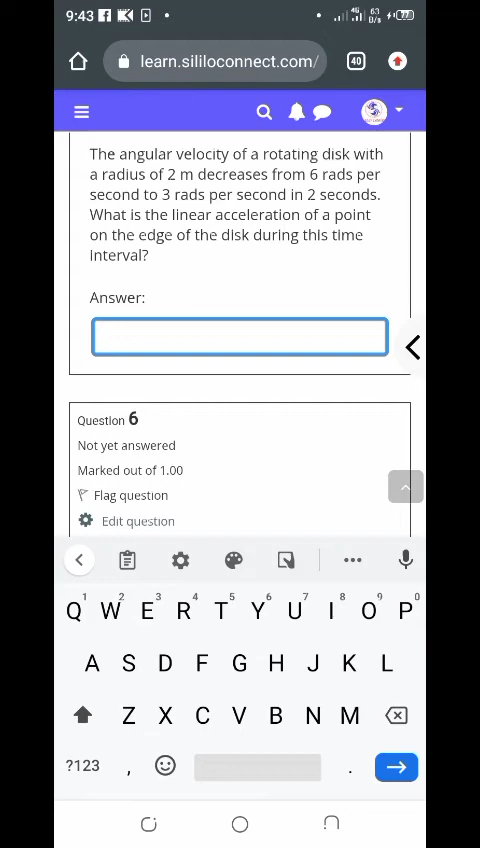 9:43
4G 63 B/s 77
learn.sililoconnect.com/ 40
The angular velocity of a rotating disk with
a radius of 2 m decreases from 6 rads per
second to 3 rads per second in 2 seconds.
What is the linear acceleration of a point
on the edge of the disk during this time
interval?
Answer:
Question 6
Not yet answered
Marked out of 1.00
Flag question
Edit question
1 2 3 4 5 6 7 8 9 0
Q W E R T Y U I O P
A S D F G H J K L
Z X C V B N M
?123 , .